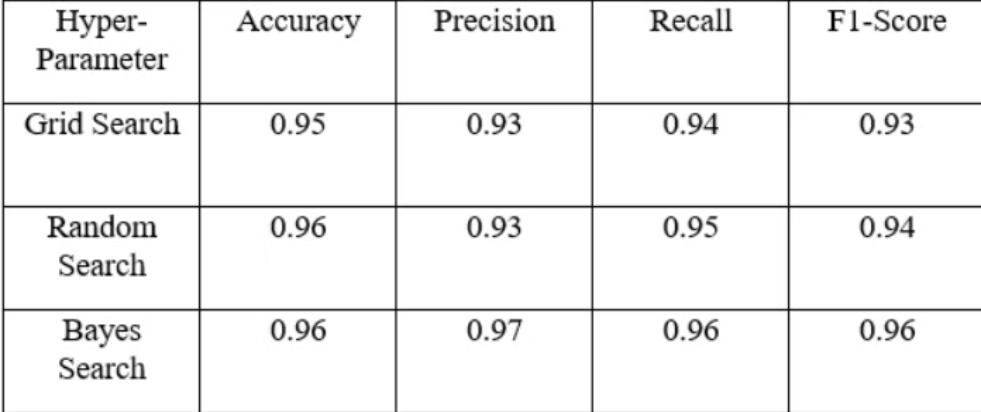 Hyper- Accuracy Precision Recall F1-Score
Parameter
Grid Search 0.95 0.93 0.94 0.93
Random 0.96 0.93 0.95 0.94
Search
Bayes 0.96 0.97 0.96 0.96
Search